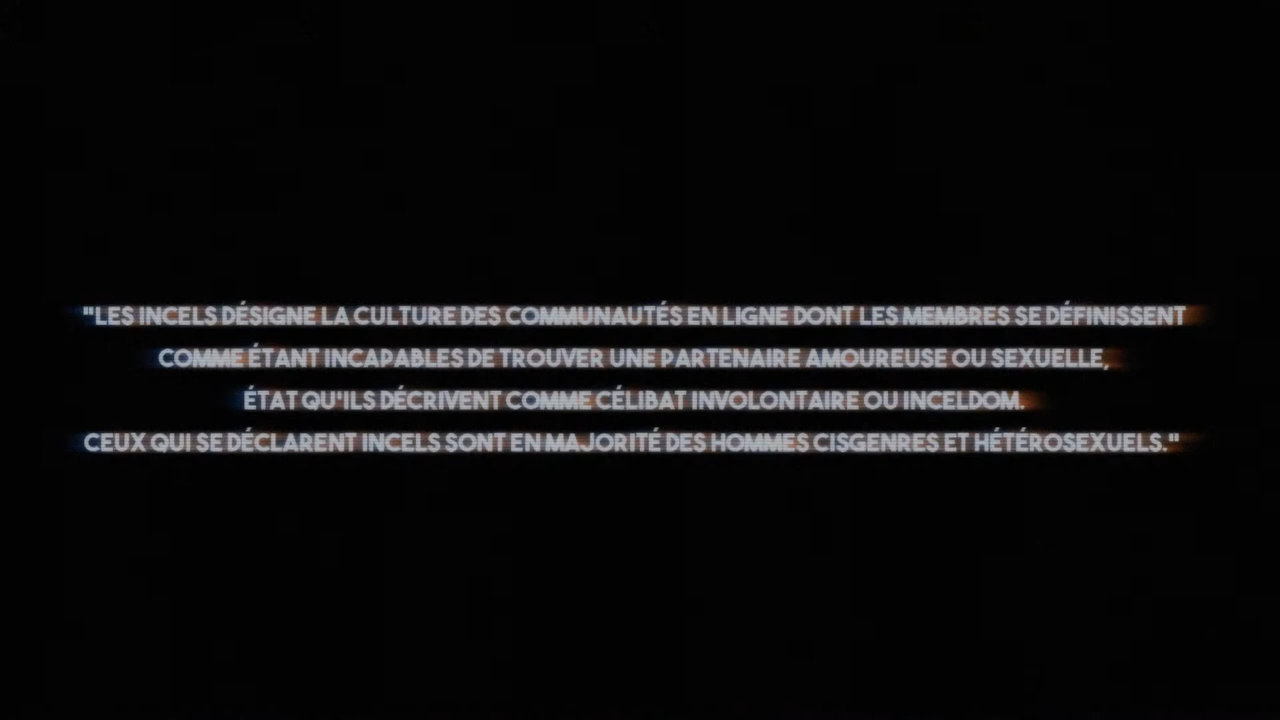 "LES INCELS DÉSIGNE LA CULTURE DES COMMUNAUTÉS EN LIGNE DONT LES MEMBRES SE DÉFINISSENT
COMME ÉTANT INCAPABLES DE TROUVER UNE PARTENAIRE AMOUREUSE OU SEXUELLE,
ÉTAT QU'ILS DÉCRIVENT COMME CÉLIBAT INVOLONTAIRE OU INCELDOM.
CEUX QUI SE DÉCLARENT INCELS SONT EN MAJORITÉ DES HOMMES CISGENRES ET HÉTÉROSEXUELS."